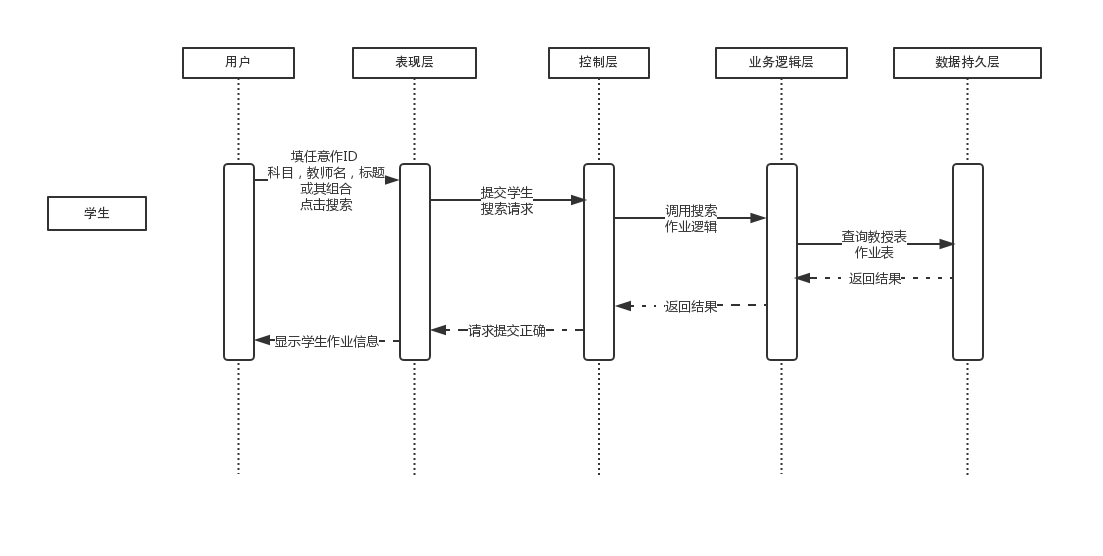 用户
表现层
控制层
业务逻辑层
数据持久层
填任意作ID
科目，教师名，标题
或其组合
点击搜索
学生
提交学生
搜索请求
调用搜索
作业逻辑
查询教授表
作业表
返回结果
返回结果
请求提交正确
显示学生作业信息